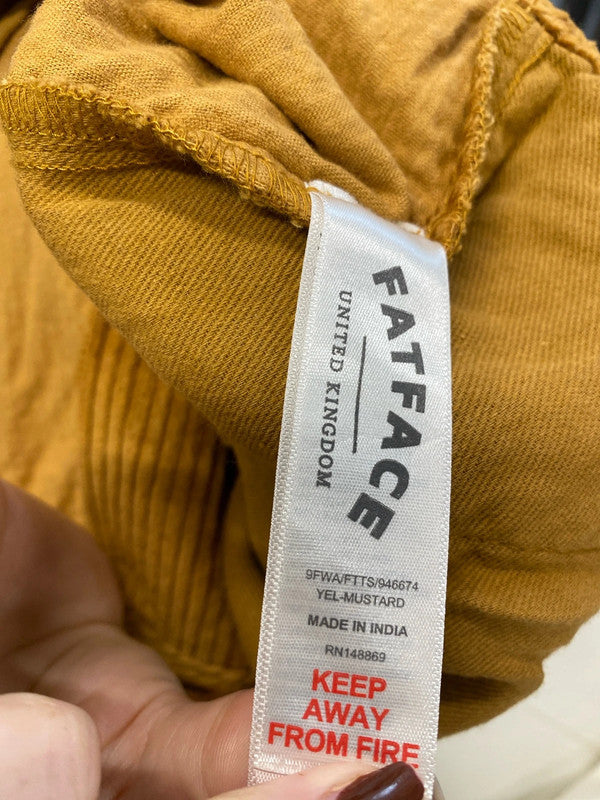 FATFACE
UNITED KINGDOM
9FWA/FTTS/946674
YEL-MUSTARD
MADE IN INDIA
RN148869
KEEP
AWAY
FROM FIRE